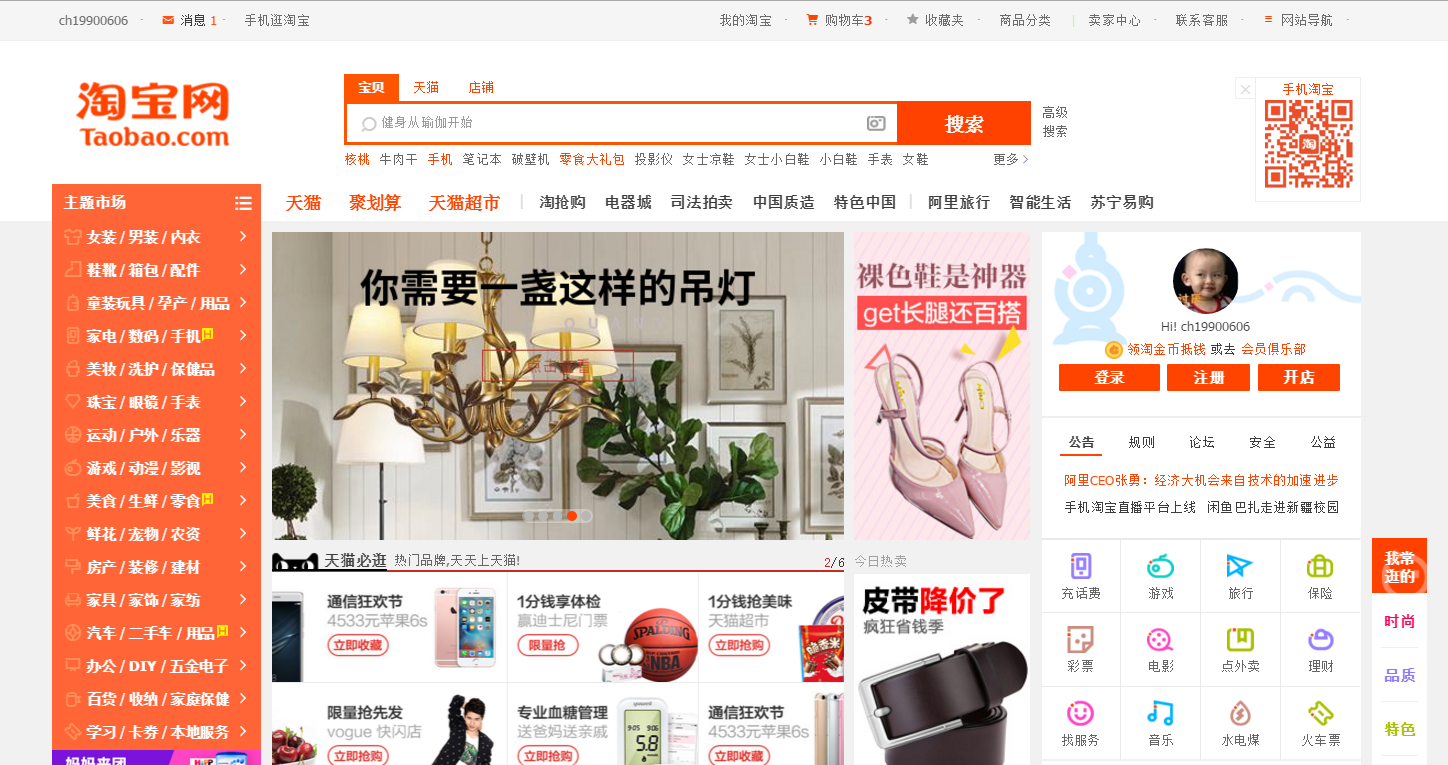 ch19900606 消息 1 手机逛淘宝 我的淘宝 购物车3 收藏夹 商品分类 卖家中心 联系客服 网站导航
淘宝网
Taobao.com
宝贝 天猫 店铺
健身从瑜伽开始
搜索
高级
搜索
核桃 牛肉干 手机 笔记本 破壁机 零食大礼包 投影仪 女士凉鞋 女士小白鞋 小白鞋 手表 女鞋 更多
手机淘宝
淘
主题市场
天猫 聚划算 天猫超市 淘抢购 电器城 司法拍卖 中国质造 特色中国 阿里旅行 智能生活 苏宁易购
女装 / 男装 / 内衣
鞋靴 / 箱包 / 配件
童装玩具 / 孕产 / 用品
家电 / 数码 / 手机 H
美妆 / 洗护 / 保健品
珠宝 / 眼镜 / 手表
运动 / 户外 / 乐器
游戏 / 动漫 / 影视
美食 / 生鲜 / 零食 H
鲜花 / 宠物 / 农资
房产 / 装修 / 建材
家具 / 家饰 / 家纺
汽车 / 二手车 / 用品 H
办公 / DIY / 五金电子
百货 / 收纳 / 家庭保健
学习 / 卡券 / 本地服务
你需要一盏这样的吊灯
点击查看
裸色鞋是神器
get长腿还百搭
Hi! ch19900606
领淘金币抵钱 或去 会员俱乐部
登录 注册 开店
公告 规则 论坛 安全 公益
阿里CEO张勇：经济大机会来自技术的加速进步
手机淘宝直播平台上线 闲鱼巴扎走进新疆校园
天猫必逛 热门品牌,天天上天猫! 2/6
今日热卖
通信狂欢节
4533元苹果6s
立即收藏
1分钱享体检
赢迪士尼门票
限量抢
SPALDING
NBA
1分钱抢美味
天猫超市
立即抢购
限量抢先发
vogue 快闪店
立即抢购
专业血糖管理
送爸妈送亲戚
立即抢购
5.8
通信狂欢节
4533元苹果6s
立即收藏
皮带降价了
疯狂省钱季
充话费 游戏 旅行 保险
彩票 电影 点外卖 理财
找服务 音乐 水电煤 火车票
我常
逛的
时尚
品质
特色